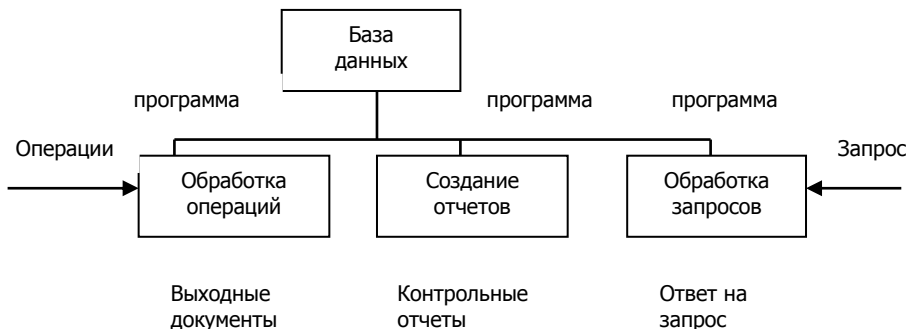 База
данных
программа
программа
программа
Операции
Запрос
Обработка
операций
Создание
отчетов
Обработка
запросов
Выходные
документы
Контрольные
отчеты
Ответ на
запрос